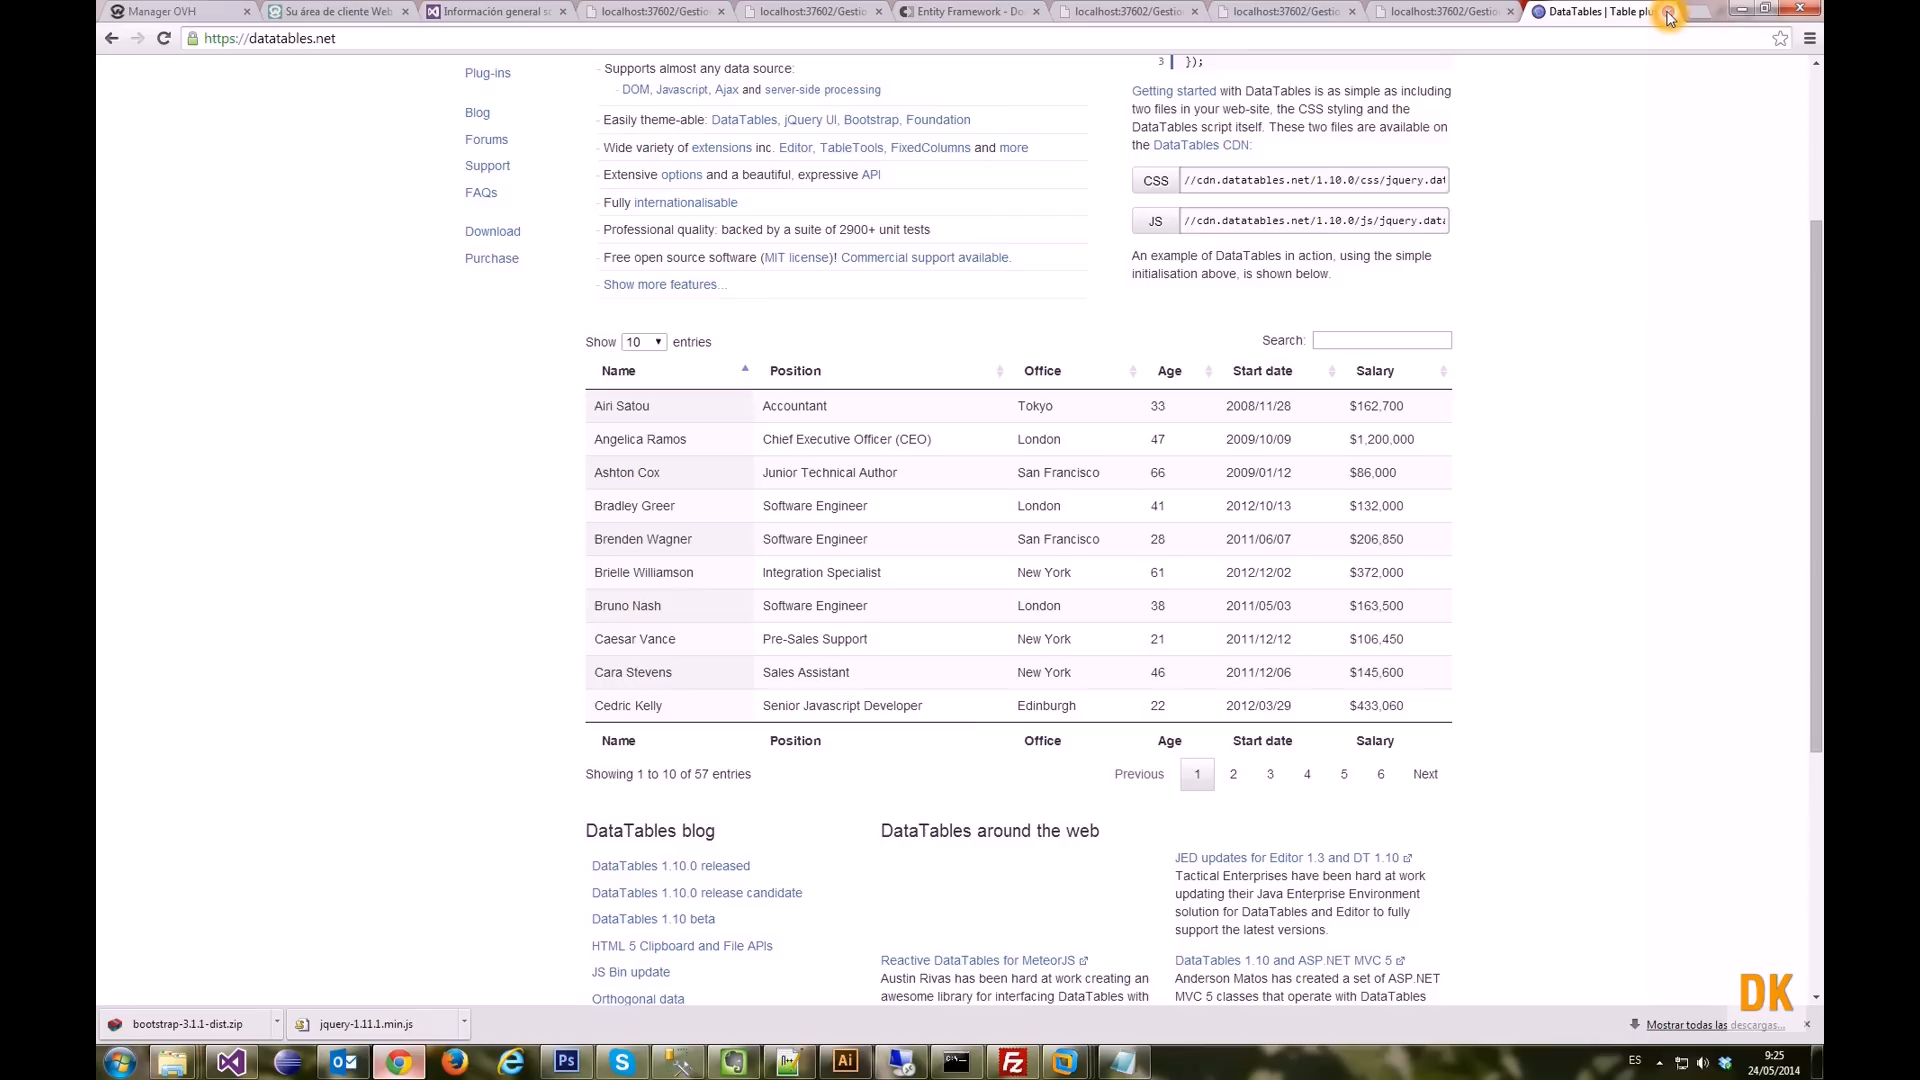 Manager OVH
Su área de cliente Web
Información general so
localhost:37602/Gestio
localhost:37602/Gestio
Entity Framework - Do
localhost:37602/Gestio
localhost:37602/Gestio
localhost:37602/Gestio
DataTables | Table plu
https://datatables.net
Plug-ins
Blog
Forums
Support
FAQs
Download
Purchase
Supports almost any data source:
DOM, Javascript, Ajax and server-side processing
Easily theme-able: DataTables, jQuery UI, Bootstrap, Foundation
Wide variety of extensions inc. Editor, TableTools, FixedColumns and more
Extensive options and a beautiful, expressive API
Fully internationalisable
Professional quality: backed by a suite of 2900+ unit tests
Free open source software (MIT license)! Commercial support available.
Show more features...
3 });
Getting started with DataTables is as simple as including
two files in your web-site, the CSS styling and the
DataTables script itself. These two files are available on
the DataTables CDN:
CSS //cdn.datatables.net/1.10.0/css/jquery.dat
JS //cdn.datatables.net/1.10.0/js/jquery.data
An example of DataTables in action, using the simple
initialisation above, is shown below.
Show 10 entries Search:
Name Position Office Age Start date Salary
Airi Satou Accountant Tokyo 33 2008/11/28 $162,700
Angelica Ramos Chief Executive Officer (CEO) London 47 2009/10/09 $1,200,000
Ashton Cox Junior Technical Author San Francisco 66 2009/01/12 $86,000
Bradley Greer Software Engineer London 41 2012/10/13 $132,000
Brenden Wagner Software Engineer San Francisco 28 2011/06/07 $206,850
Brielle Williamson Integration Specialist New York 61 2012/12/02 $372,000
Bruno Nash Software Engineer London 38 2011/05/03 $163,500
Caesar Vance Pre-Sales Support New York 21 2011/12/12 $106,450
Cara Stevens Sales Assistant New York 46 2011/12/06 $145,600
Cedric Kelly Senior Javascript Developer Edinburgh 22 2012/03/29 $433,060
Name Position Office Age Start date Salary
Showing 1 to 10 of 57 entries Previous 1 2 3 4 5 6 Next
DataTables blog
DataTables 1.10.0 released
DataTables 1.10.0 release candidate
DataTables 1.10 beta
HTML 5 Clipboard and File APIs
JS Bin update
Orthogonal data
DataTables around the web
Reactive DataTables for MeteorJS
Austin Rivas has been hard at work creating an
awesome library for interfacing DataTables with
JED updates for Editor 1.3 and DT 1.10
Tactical Enterprises have been hard at work
updating their Java Enterprise Environment
solution for DataTables and Editor to fully
support the latest versions.
DataTables 1.10 and ASP.NET MVC 5
Anderson Matos has created a set of ASP.NET
MVC 5 classes that operate with DataTables
DK
bootstrap-3.1.1-dist.zip
jquery-1.11.1.min.js
Mostrar todas las descargas...
Ps
Ai
Fz
ES
9:25
24/05/2014